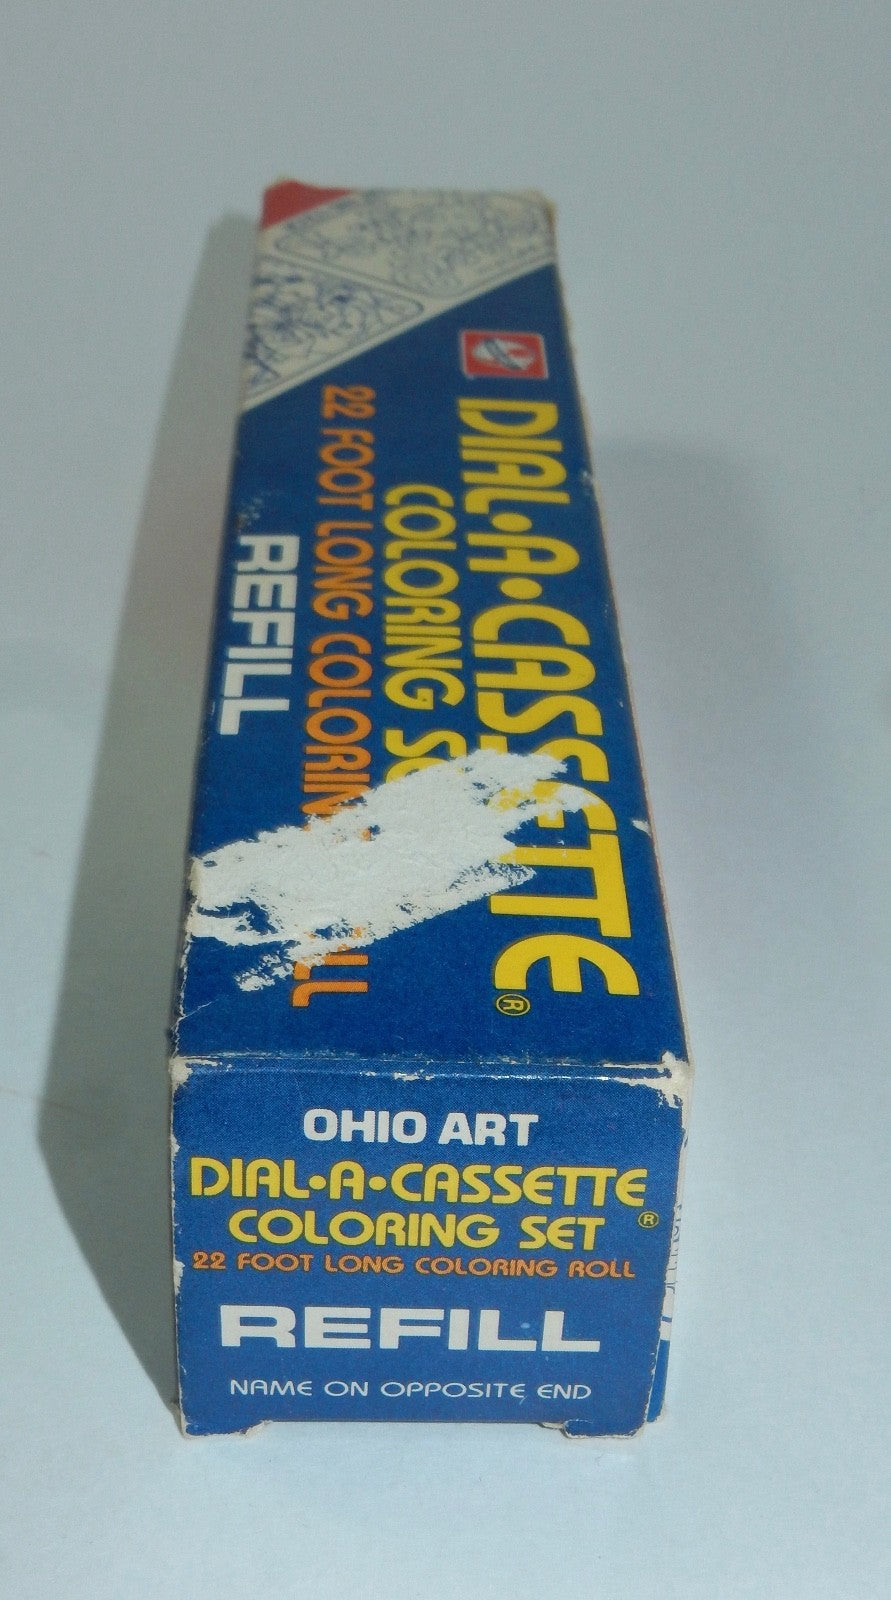 DIAL•A•CASSETTE®
COLORING S
22 FOOT LONG COLORIN
REFILL
OHIO ART
DIAL•A•CASSETTE
COLORING SET ®
22 FOOT LONG COLORING ROLL
REFILL
NAME ON OPPOSITE END